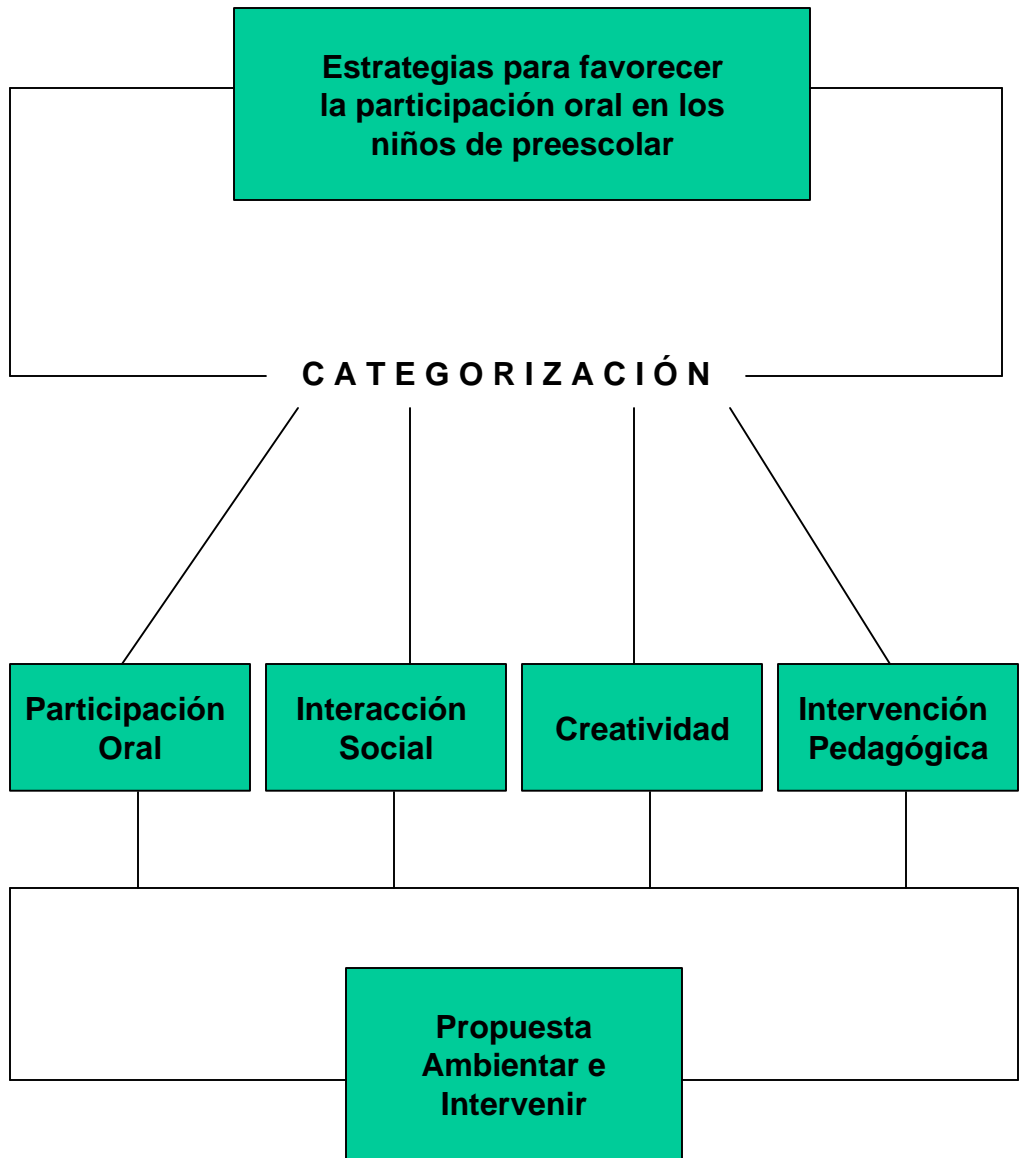 Estrategias para favorecer
la participación oral en los
niños de preescolar
C A T E G O R I Z A C I Ó N
Participación
Oral
Interacción
Social
Creatividad
Intervención
Pedagógica
Propuesta
Ambientar e
Intervenir